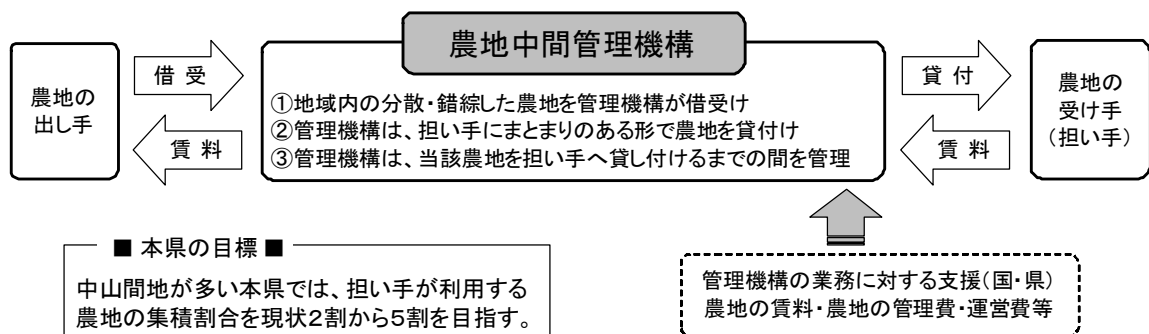 農地中間管理機構
農地の
出し手
借 受
賃 料
①地域内の分散・錯綜した農地を管理機構が借受け
②管理機構は、担い手にまとまりのある形で農地を貸付け
③管理機構は、当該農地を担い手へ貸し付けるまでの間を管理
貸 付
賃 料
農地の
受け手
(担い手)
■ 本県の目標 ■
中山間地が多い本県では、担い手が利用する
農地の集積割合を現状２割から５割を目指す。
管理機構の業務に対する支援(国・県)
農地の賃料・農地の管理費・運営費等